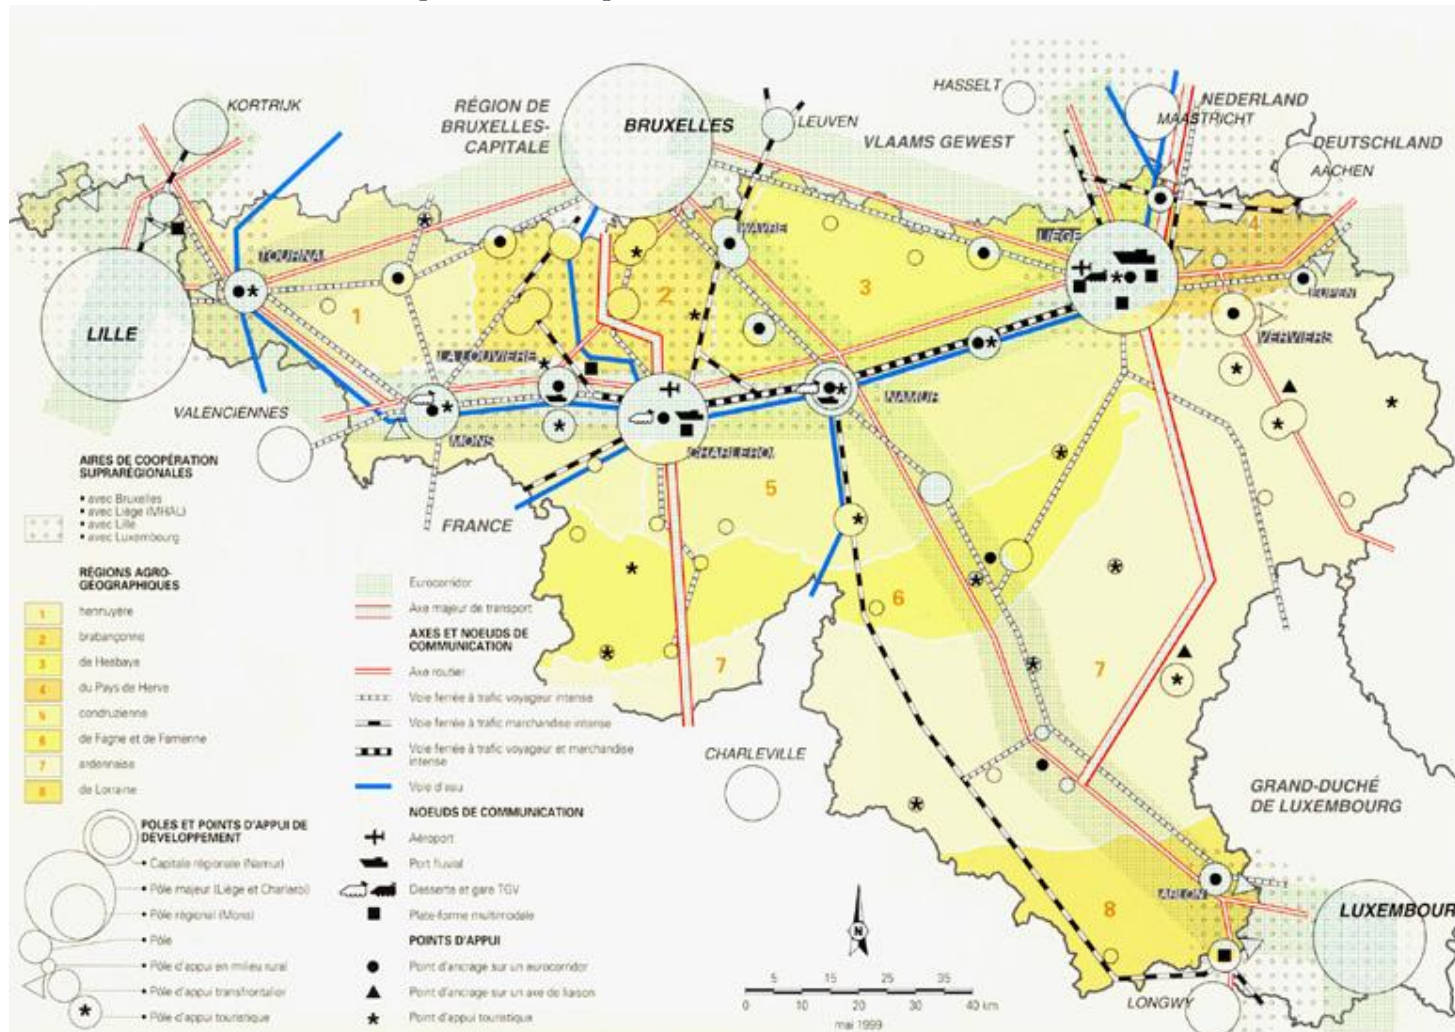 KORTRIJK
RÉGION DE
BRUXELLES-
CAPITALE
BRUXELLES
LEUVEN
HASSELT
VLAAMS GEWEST
NEDERLAND
MAASTRICHT
DEUTSCHLAND
AACHEN
TOURNAI
WAVRE
LIEGE
4
EUPEN
LILLE
1
2
3
VERVIERS
LA LOUVIERE
VALENCIENNES
MONS
CHARLEROI
NAMUR
FRANCE
5
6
7
7
CHARLEVILLE
GRAND-DUCHÉ
DE LUXEMBOURG
ARLON
8
LUXEMBOUR
LONGWY
AIRES DE COOPÉRATION
SUPRARÉGIONALES
• avec Bruxelles
• avec Liège (MHAL)
• avec Lille
• avec Luxembourg
RÉGIONS AGRO-
GÉOGRAPHIQUES
1 hennuyère
2 brabançonne
3 de Hesbaye
4 du Pays de Herve
5 condruzienne
6 de Fagne et de Famenne
7 ardennaise
8 de Lorraine
POLES ET POINTS D'APPUI DE
DÉVELOPPEMENT
• Capitale régionale (Namur)
• Pôle majeur (Liège et Charleroi)
• Pôle régional (Mons)
• Pôle
• Pôle d'appui en milieu rural
• Pôle d'appui transfrontalier
• Pôle d'appui touristique
Eurocorridor
Axe majeur de transport
AXES ET NOEUDS DE
COMMUNICATION
Axe routier
Voie ferrée à trafic voyageur intense
Voie ferrée à trafic marchandise intense
Voie ferrée à trafic voyageur et marchandise
intense
Voie d'eau
NOEUDS DE COMMUNICATION
Aéroport
Port fluvial
Desserte et gare TGV
Plate-forme multimodale
POINTS D'APPUI
Point d'ancrage sur un eurocorridor
Point d'ancrage sur un axe de liaison
Point d'appui touristique
N
5 15 25 35
0 10 20 30 40 km
mai 1999